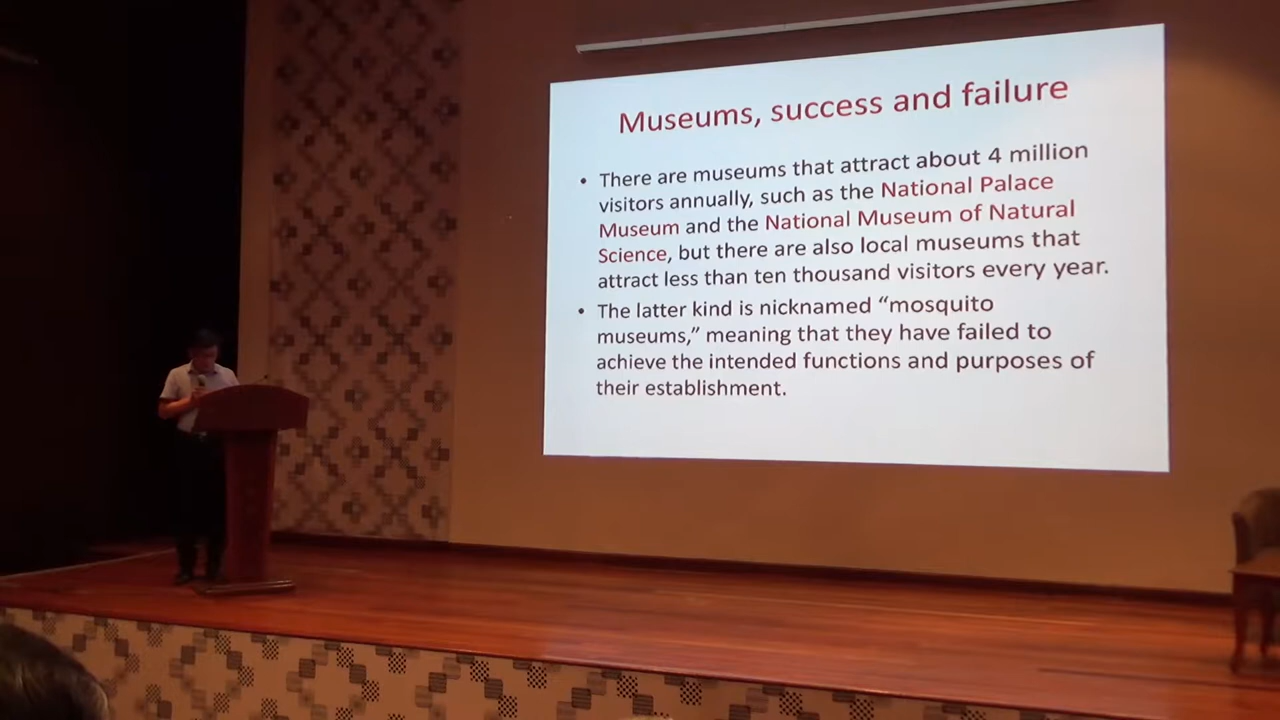 Museums, success and failure
• There are museums that attract about 4 million
visitors annually, such as the National Palace
Museum and the National Museum of Natural
Science, but there are also local museums that
attract less than ten thousand visitors every year.
• The latter kind is nicknamed “mosquito
museums,” meaning that they have failed to
achieve the intended functions and purposes of
their establishment.